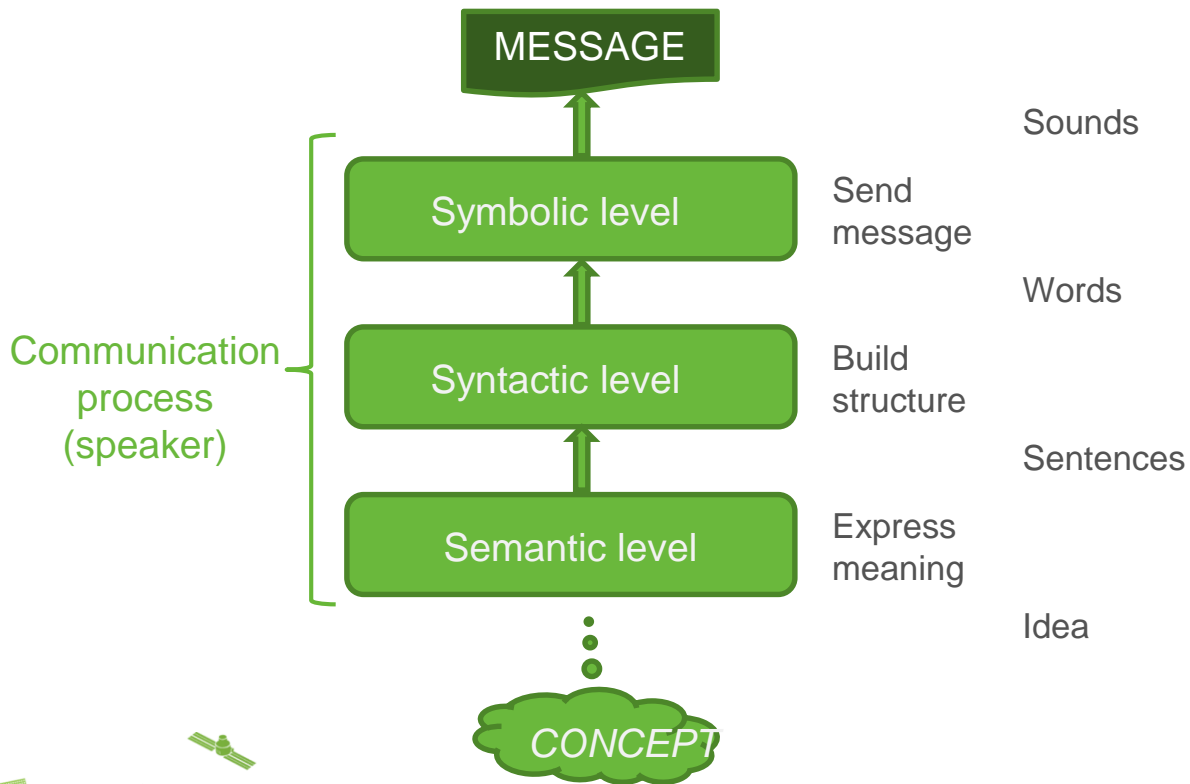 MESSAGE
Sounds
Symbolic level
Send
message
Words
Communication
process
(speaker)
Syntactic level
Build
structure
Sentences
Semantic level
Express
meaning
Idea
CONCEPT